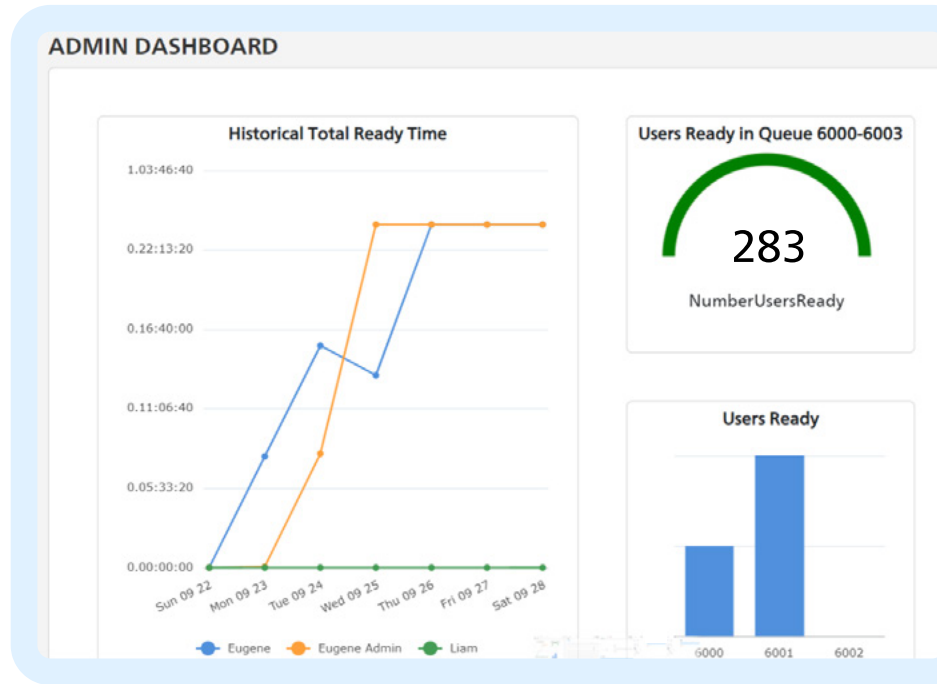 ADMIN DASHBOARD
Historical Total Ready Time
1.03:46:40
0.22:13:20
0.16:40:00
0.11:06:40
0.05:33:20
0.00:00:00
Sun 09 22
Mon 09 23
Tue 09 24
Wed 09 25
Thu 09 26
Fri 09 27
Sat 09 28
Eugene
Eugene Admin
Liam
Users Ready in Queue 6000-6003
283
NumberUsersReady
Users Ready
6000
6001
6002